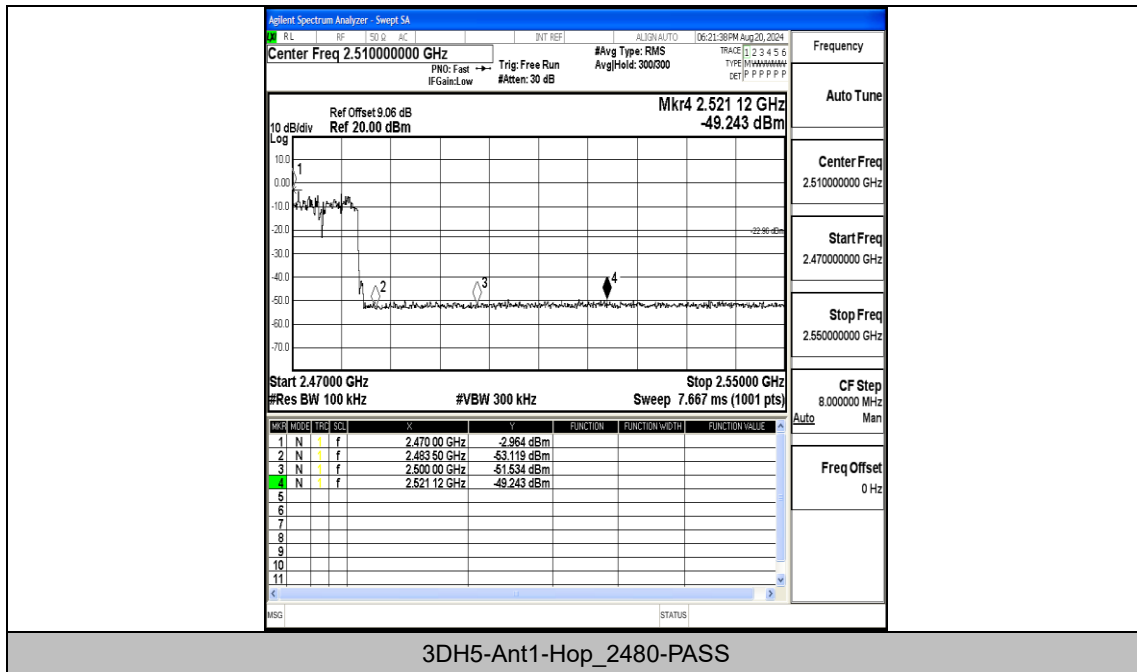 Agilent Spectrum Analyzer - Swept SA
RL RF 50 Ω AC INT REF ALIGN AUTO 06:21:38 PM Aug 20, 2024
Center Freq 2.510000000 GHz
PNO: Fast
IFGain:Low
Trig: Free Run
#Atten: 30 dB
#Avg Type: RMS
Avg|Hold: 300/300
TRACE 1 2 3 4 5 6
TYPE M WWWWW
DET P P P P P P
Frequency
Mkr4 2.521 12 GHz
-49.243 dBm
Ref Offset 9.06 dB
10 dB/div Ref 20.00 dBm
Log
10.0
0.00
-10.0
-20.0
-30.0
-40.0
-50.0
-60.0
-70.0
1
2
3
4
-22.96 dBm
Start 2.47000 GHz Stop 2.55000 GHz
#Res BW 100 kHz #VBW 300 kHz Sweep 7.667 ms (1001 pts)
MKR MODE TRC SCL X Y FUNCTION FUNCTION WIDTH FUNCTION VALUE
1 N 1 f 2.470 00 GHz -2.964 dBm
2 N 1 f 2.483 50 GHz -53.119 dBm
3 N 1 f 2.500 00 GHz -51.534 dBm
4 N 1 f 2.521 12 GHz -49.243 dBm
5
6
7
8
9
10
11
MSG STATUS
Auto Tune
Center Freq
2.510000000 GHz
Start Freq
2.470000000 GHz
Stop Freq
2.550000000 GHz
CF Step
8.000000 MHz
Auto Man
Freq Offset
0 Hz
3DH5-Ant1-Hop_2480-PASS